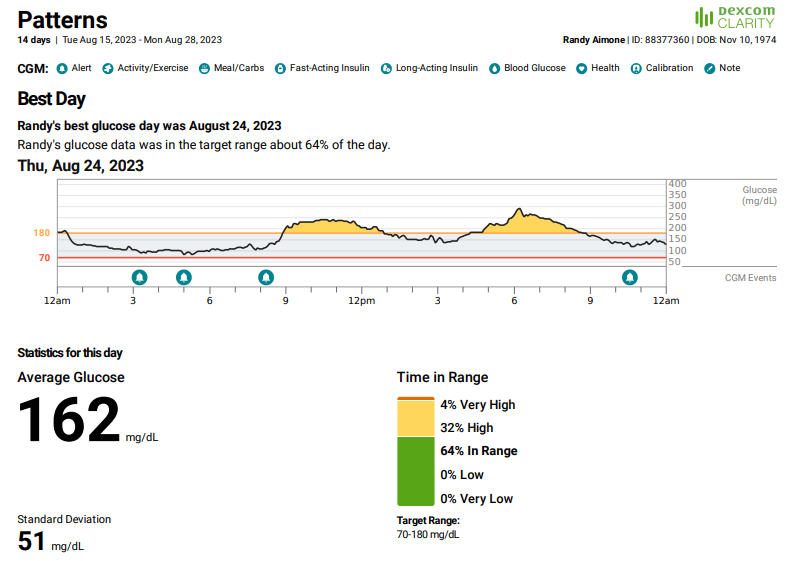 Patterns
DEXCOM
CLARITY
14 days | Tue Aug 15, 2023 - Mon Aug 28, 2023
Randy Aimone | ID: 88377360 | DOB: Nov 10, 1974
CGM: Alert Activity/Exercise Meal/Carbs Fast-Acting Insulin Long-Acting Insulin Blood Glucose Health Calibration Note
Best Day
Randy's best glucose day was August 24, 2023
Randy's glucose data was in the target range about 64% of the day.
Thu, Aug 24, 2023
400
350
300
250
200
150
100
50
Glucose
(mg/dL)
180
70
CGM Events
12am 3 6 9 12pm 3 6 9 12am
Statistics for this day
Average Glucose
162 mg/dL
Standard Deviation
51 mg/dL
Time in Range
4% Very High
32% High
64% In Range
0% Low
0% Very Low
Target Range:
70-180 mg/dL